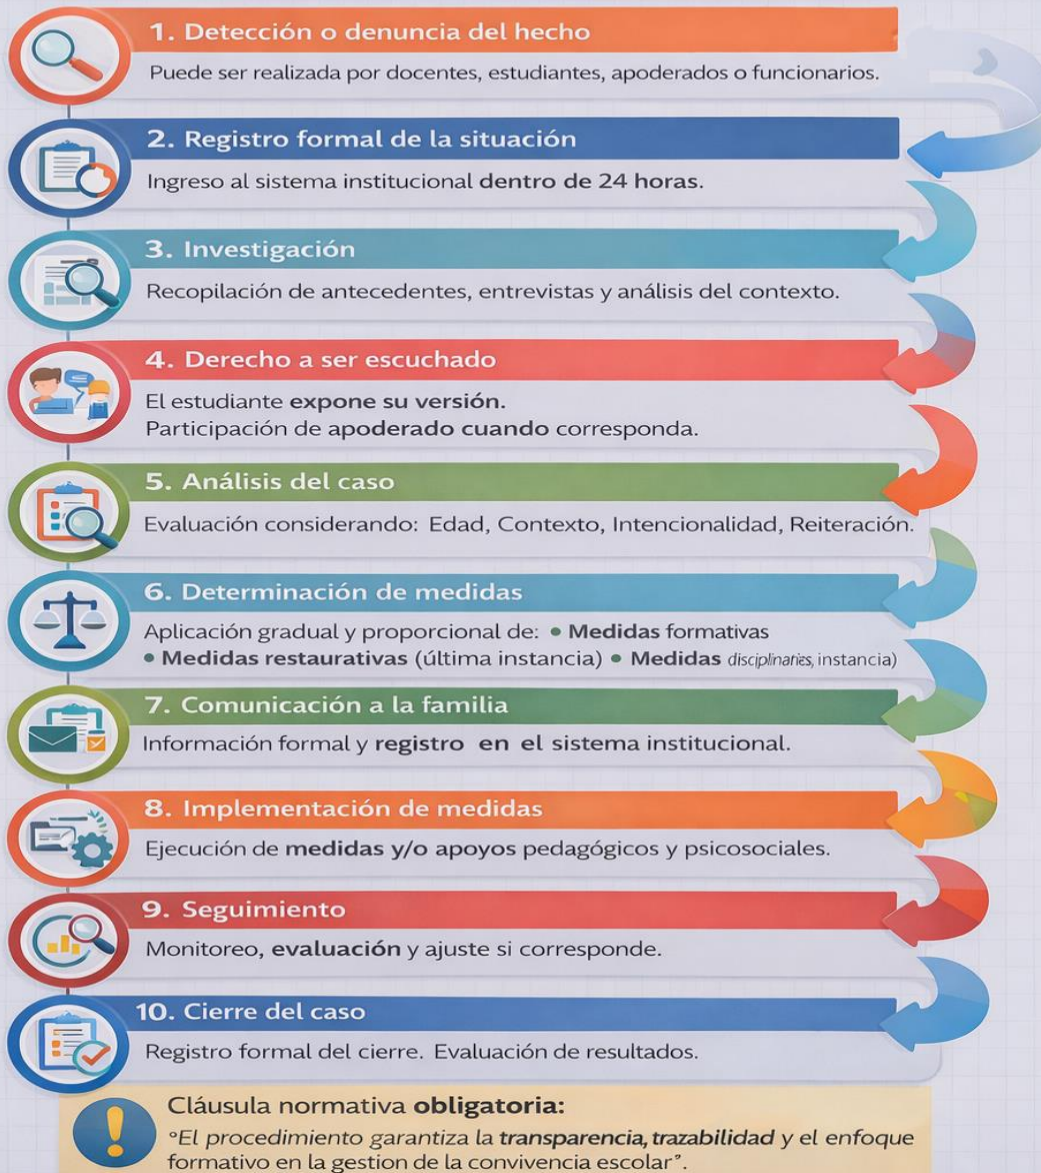 1. Detección o denuncia del hecho
Puede ser realizada por docentes, estudiantes, apoderados o funcionarios.
2. Registro formal de la situación
Ingreso al sistema institucional dentro de 24 horas.
3. Investigación
Recopilación de antecedentes, entrevistas y análisis del contexto.
4. Derecho a ser escuchado
El estudiante expone su versión.
Participación de apoderado cuando corresponda.
5. Análisis del caso
Evaluación considerando: Edad, Contexto, Intencionalidad, Reiteración.
6. Determinación de medidas
Aplicación gradual y proporcional de: • Medidas formativas
• Medidas restaurativas (última instancia) • Medidas disciplinaries, instancia)
7. Comunicación a la familia
Información formal y registro en el sistema institucional.
8. Implementación de medidas
Ejecución de medidas y/o apoyos pedagógicos y psicosociales.
9. Seguimiento
Monitoreo, evaluación y ajuste si corresponde.
10. Cierre del caso
Registro formal del cierre. Evaluación de resultados.
Cláusula normativa obligatoria:
°El procedimiento garantiza la transparencia, trazabilidad y el enfoque
formativo en la gestion de la convivencia escolar”.